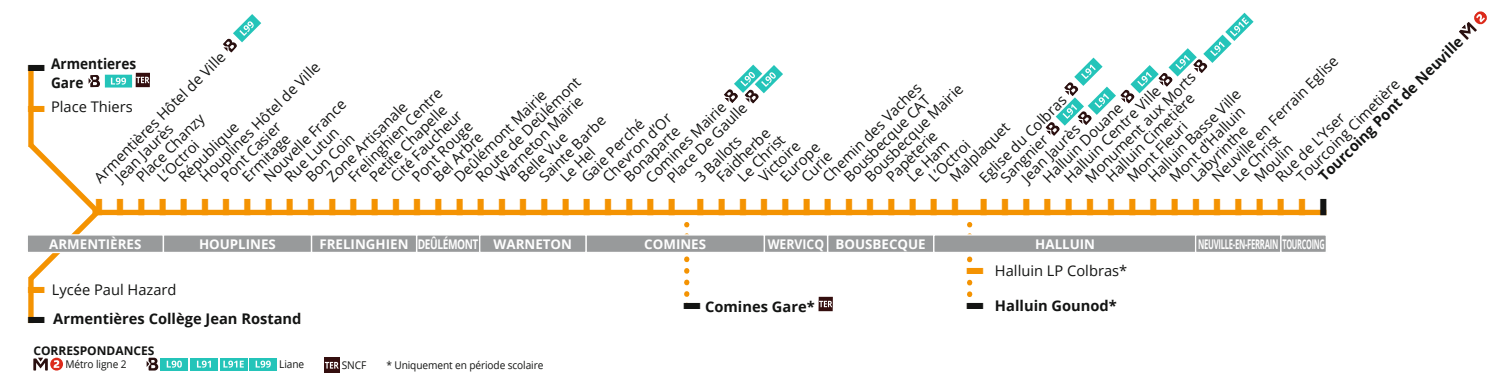 Armentieres
Gare B L99 TER
Place Thiers
Armentières Hôtel de Ville B L99
Jean Jaurès
Place Chanzy
L'Octroi
République
Houplines Hôtel de Ville
Pont Casier
Ermitage
Nouvelle France
Rue Lutun
Bon Coin
Zone Artisanale
Frelinghien Centre
Petite Chapelle
Cité Faucheur
Pont Rouge
Bel Arbre
Deûlémont Mairie
Route de Deûlémont
Warneton Mairie
Belle Vue
Sainte Barbe
Le Hel
Gaie Perché
Chevron d'Or
Bonaparte
Comines Mairie B L90
Place De Gaulle B L90
3 Ballots
Faidherbe
Le Christ
Victoire
Europe
Curie
Chemin des Vaches
Bousbecque CAT
Bousbecque Mairie
Papèterie
Le Ham
L'Octroi
Malplaquet
Eglise du Colbras B L91
Sangnier B L91
Jean Jaurès B L91
Halluin Douane B L91
Halluin Centre Ville B L91
Monument aux Morts B L91 L91E
Halluin Cimetière
Mont Fleuri
Halluin Basse Ville
Mont d'Halluin
Labyrinthe
Neuville en Ferrain Eglise
Le Christ
Moulin
Rue de L'Yser
Tourcoing Cimetière
Tourcoing Pont de Neuville M 2
ARMENTIÈRES
HOUPLINES
FRELINGHIEN
DEÛLÉMONT
WARNETON
COMINES
WERVICQ
BOUSBECQUE
HALLUIN
NEUVILLE-EN-FERRAIN
TOURCOING
Lycée Paul Hazard
Armentières Collège Jean Rostand
Comines Gare* TER
Halluin LP Colbras*
Halluin Gounod*
CORRESPONDANCES
M 2 Métro ligne 2 B L90 L91 L91E L99 Liane TER SNCF * Uniquement en période scolaire